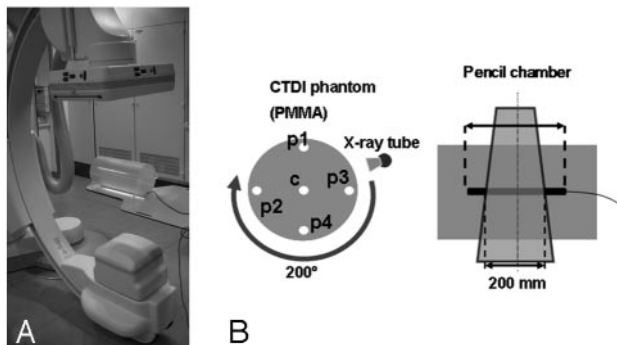 CTDI phantom
(PMMA)
p1
X-ray tube
c
p3
p2
p4
200°
Pencil chamber
200 mm
A
B